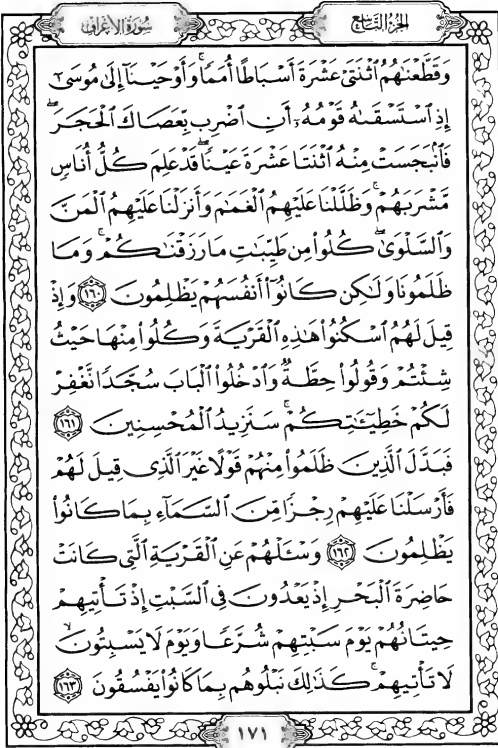 الجزء التاسع
سورة الأعراف
وَقَطَّعْنَٰهُمُ ٱثْنَتَىْ عَشْرَةَ أَسْبَاطًا أُمَمًا ۚ وَأَوْحَيْنَآ إِلَىٰ مُوسَىٰٓ
إِذِ ٱسْتَسْقَىٰهُ قَوْمُهُۥٓ أَنِ ٱضْرِب بِّعَصَاكَ ٱلْحَجَرَ ۖ
فَٱنۢبَجَسَتْ مِنْهُ ٱثْنَتَا عَشْرَةَ عَيْنًا ۖ قَدْ عَلِمَ كُلُّ أُنَاسٍ
مَّشْرَبَهُمْ ۚ وَظَلَّلْنَا عَلَيْهِمُ ٱلْغَمَٰمَ وَأَنزَلْنَا عَلَيْهِمُ ٱلْمَنَّ
وَٱلسَّلْوَىٰ ۖ كُلُوا۟ مِن طَيِّبَٰتِ مَا رَزَقْنَٰكُمْ ۚ وَمَا
ظَلَمُونَا وَلَٰكِن كَانُوٓا۟ أَنفُسَهُمْ يَظْلِمُونَ ١٦٠ وَإِذْ
قِيلَ لَهُمُ ٱسْكُنُوا۟ هَٰذِهِ ٱلْقَرْيَةَ وَكُلُوا۟ مِنْهَا حَيْثُ
شِئْتُمْ وَقُولُوا۟ حِطَّةٌ وَٱدْخُلُوا۟ ٱلْبَابَ سُجَّدًا نَّغْفِرْ
لَكُمْ خَطِيٓـَٰٔتِكُمْ ۚ سَنَزِيدُ ٱلْمُحْسِنِينَ ١٦١
فَبَدَّلَ ٱلَّذِينَ ظَلَمُوا۟ مِنْهُمْ قَوْلًا غَيْرَ ٱلَّذِى قِيلَ لَهُمْ
فَأَرْسَلْنَا عَلَيْهِمْ رِجْزًا مِّنَ ٱلسَّمَآءِ بِمَا كَانُوا۟
يَظْلِمُونَ ١٦٢ وَسْـَٔلْهُمْ عَنِ ٱلْقَرْيَةِ ٱلَّتِى كَانَتْ
حَاضِرَةَ ٱلْبَحْرِ إِذْ يَعْدُونَ فِى ٱلسَّبْتِ إِذْ تَأْتِيهِمْ
حِيتَانُهُمْ يَوْمَ سَبْتِهِمْ شُرَّعًا وَيَوْمَ لَا يَسْبِتُونَ ۙ
لَا تَأْتِيهِمْ ۚ كَذَٰلِكَ نَبْلُوهُم بِمَا كَانُوا۟ يَفْسُقُونَ ١٦٣
١٧١